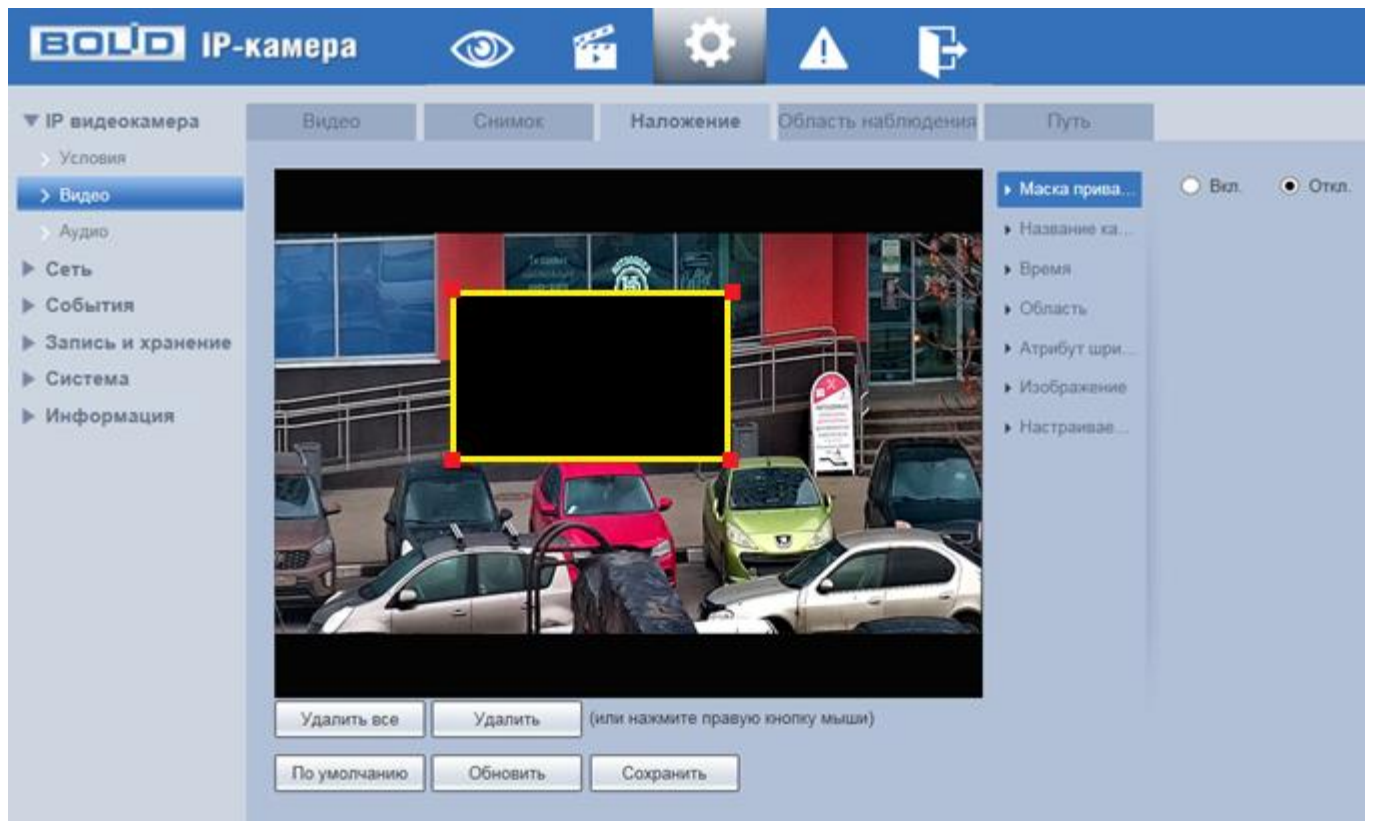 BOLID IP-камера
IP видеокамера
Условия
Видео
Аудио
Сеть
События
Запись и хранение
Система
Информация
Видео
Снимок
Наложение
Область наблюдения
Путь
Маска прива...
Название ка...
Время
Область
Атрибут шри...
Изображение
Настраивае...
Вкл.
Откл.
Удалить все
Удалить
(или нажмите правую кнопку мыши)
По умолчанию
Обновить
Сохранить